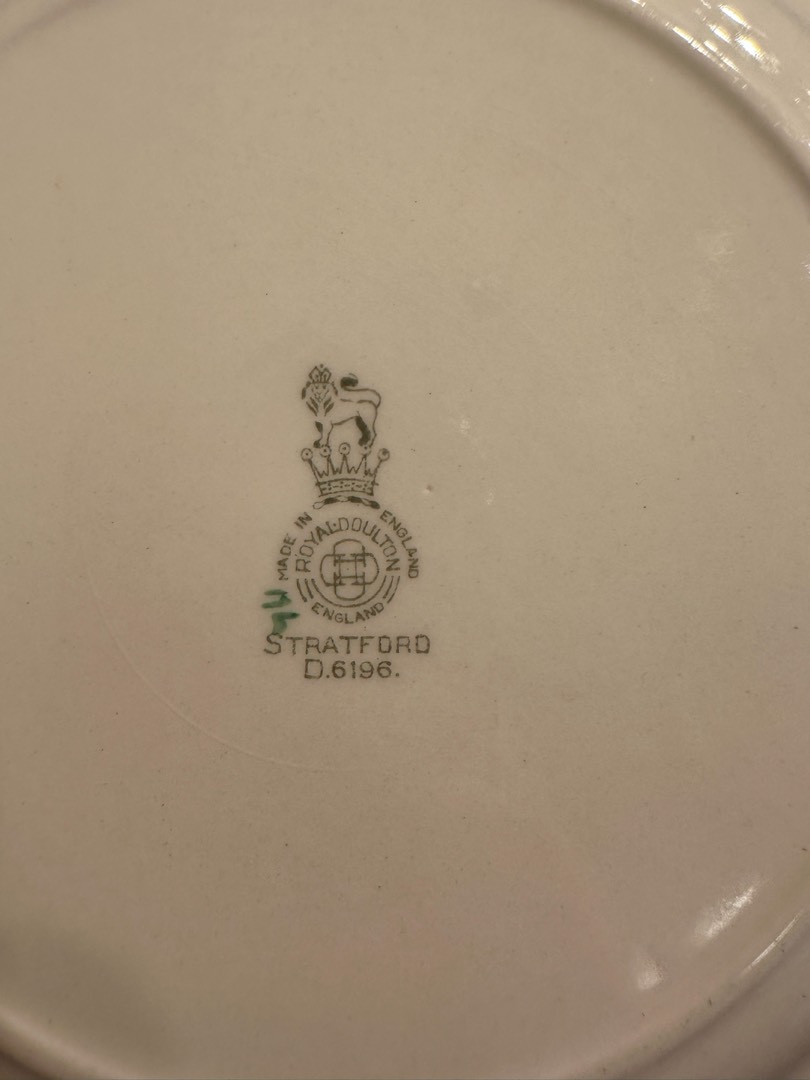 MADE IN ENGLAND
ROYAL DOULTON
ENGLAND
STRATFORD
D.6196.